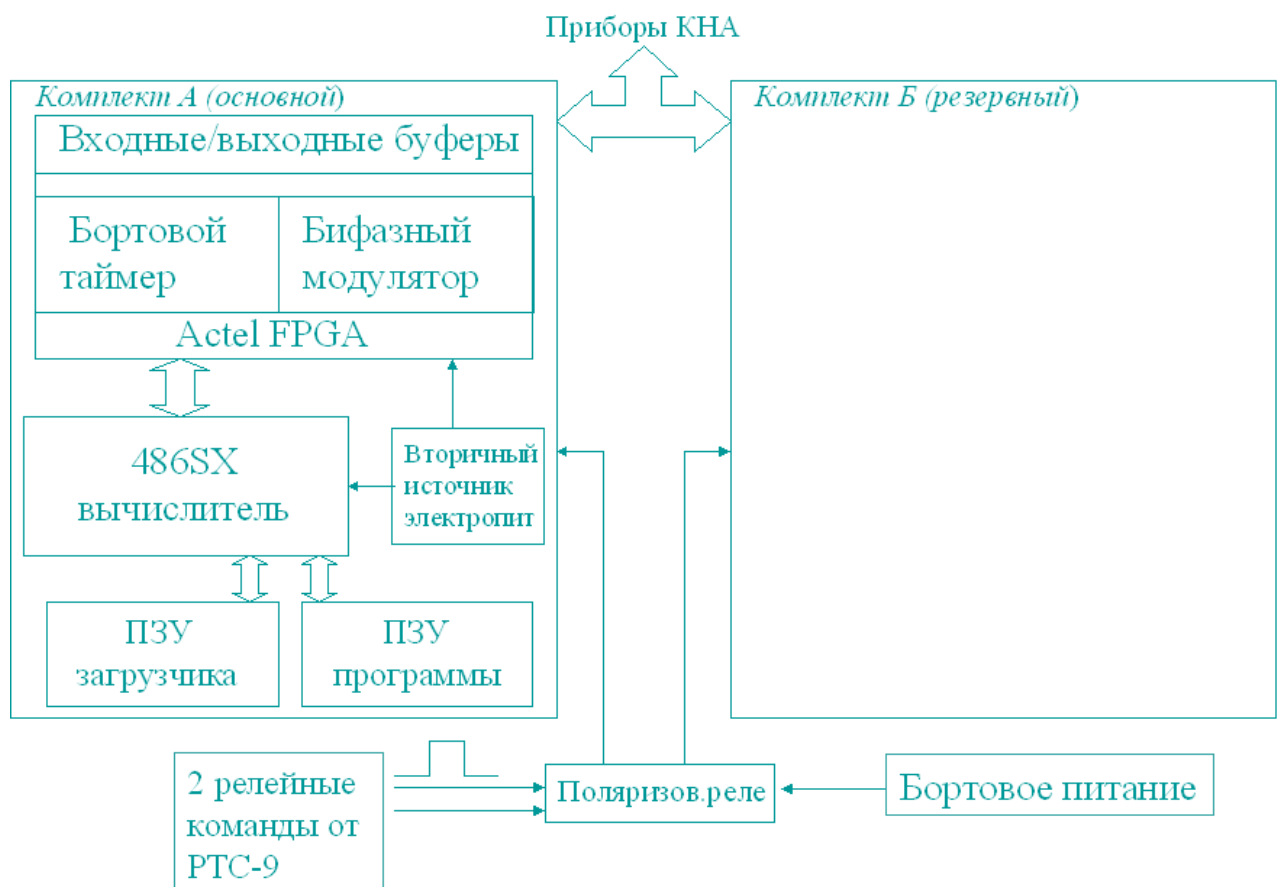 Приборы КНА
Комплект А (основной)
Входные/выходные буферы
Бортовой
таймер
Бифазный
модулятор
Actel FPGA
486SX
вычислитель
Вторичный
источник
электропит
ПЗУ
загрузчика
ПЗУ
программы
Комплект Б (резервный)
2 релейные
команды от
РТС-9
Поляризов.реле
Бортовое питание